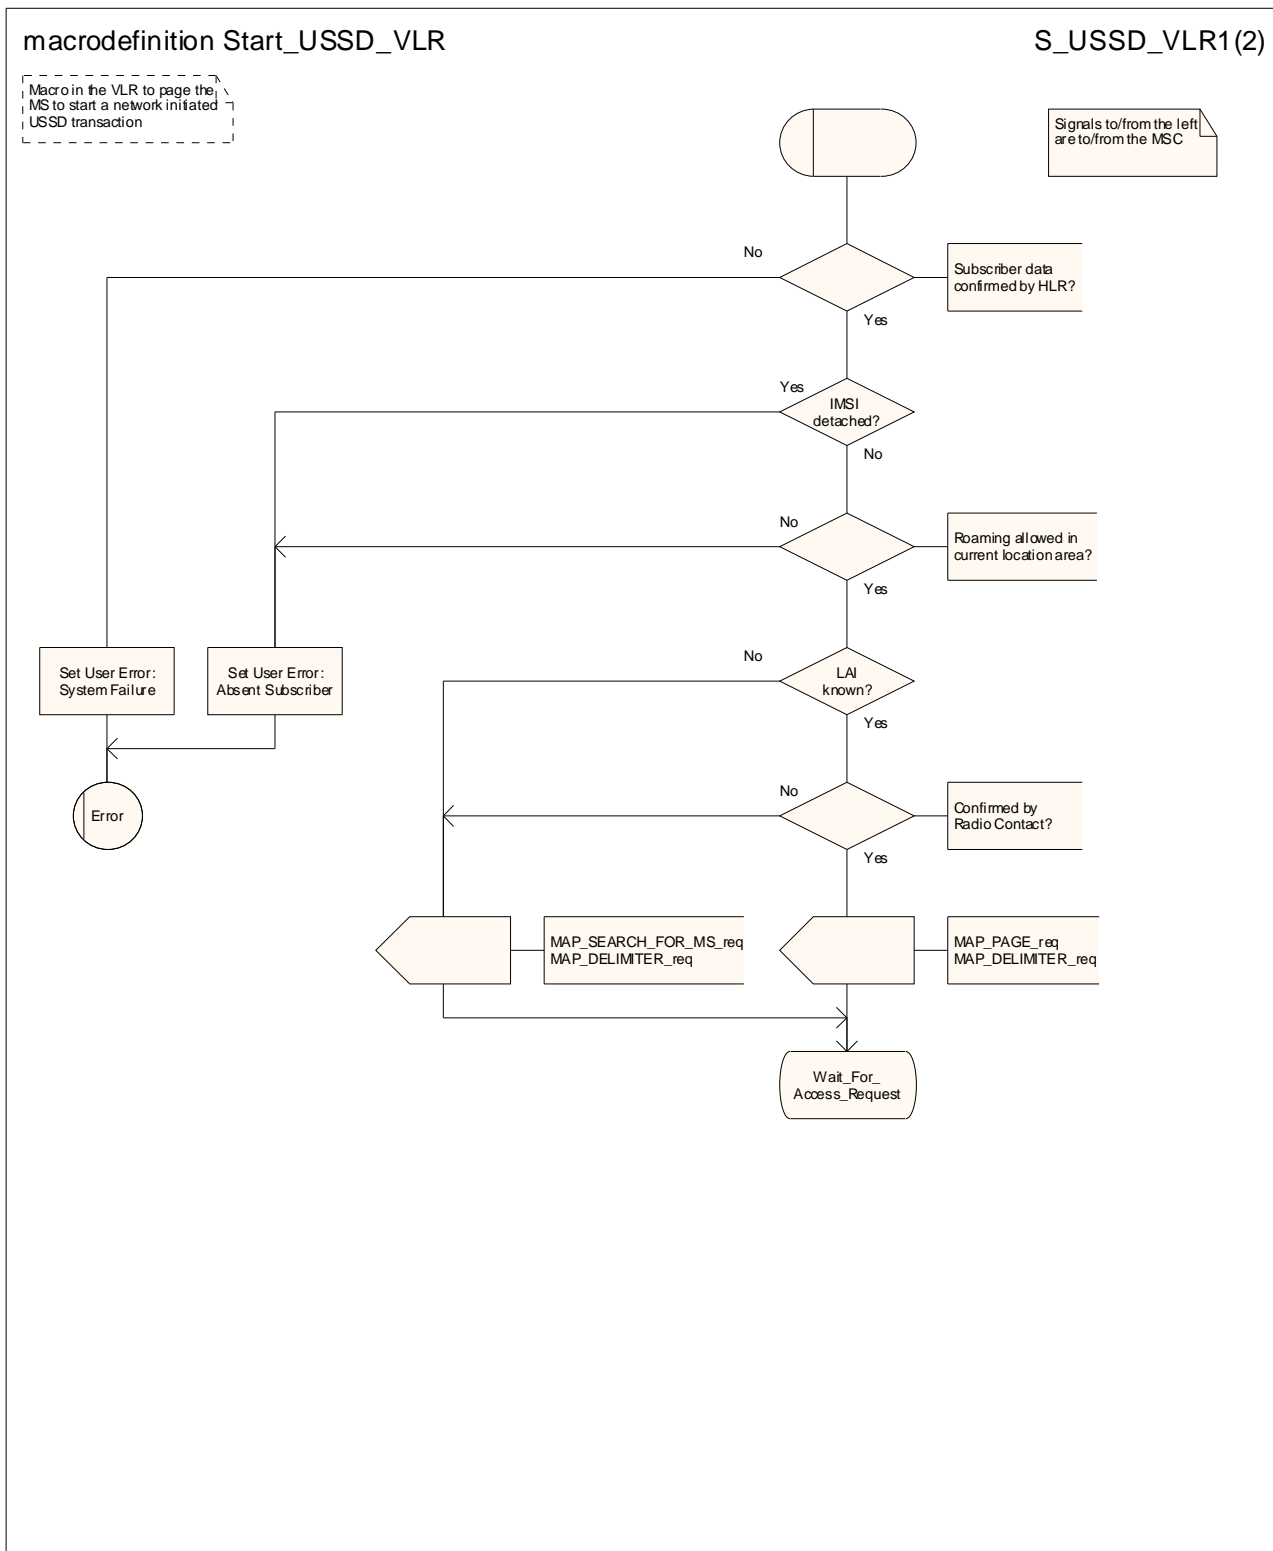 macrodefinition Start_USSD_VLR
S_USSD_VLR1(2)
Macro in the VLR to page the
MS to start a network initiated
USSD transaction
Signals to/from the left
are to/from the MSC
No
Subscriber data
confirmed by HLR?
Yes
Yes
IMSI
detached?
No
No
Roaming allowed in
current location area?
Yes
Set User Error:
System Failure
Set User Error:
Absent Subscriber
No
LAI
known?
Yes
No
Confirmed by
Radio Contact?
Error
Yes
MAP_SEARCH_FOR_MS_req
MAP_DELIMITER_req
MAP_PAGE_req
MAP_DELIMITER_req
Wait_For_
Access_Request